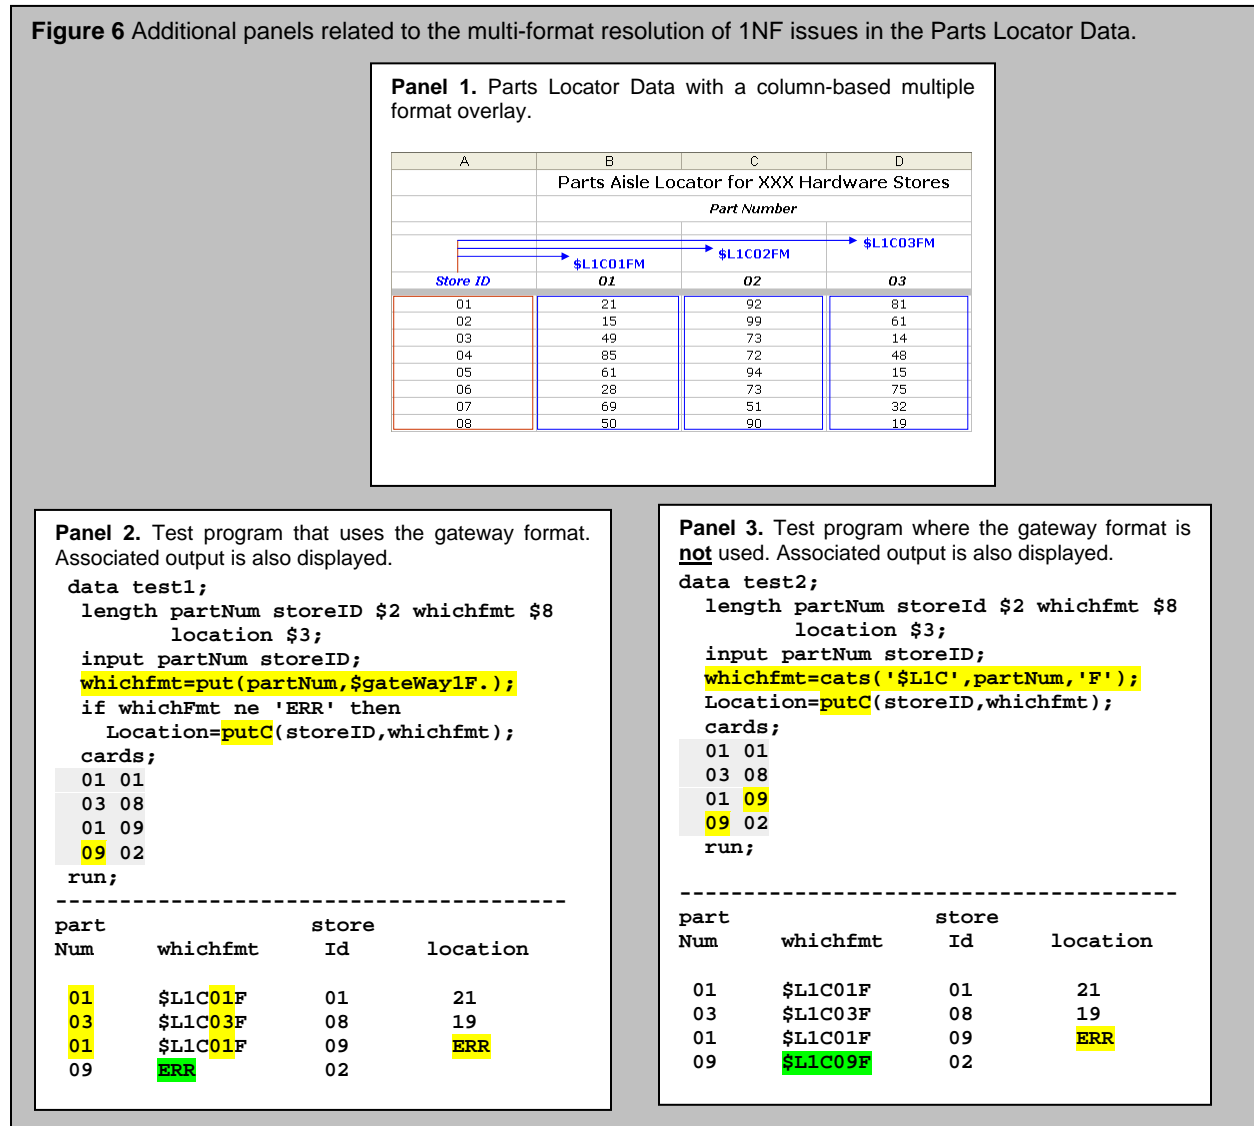 Figure 6 Additional panels related to the multi-format resolution of 1NF issues in the Parts Locator Data.
Panel 1. Parts Locator Data with a column-based multiple
format overlay.
A B C D
Parts Aisle Locator for XXX Hardware Stores
Part Number
$L1C01FM $L1C02FM $L1C03FM
Store ID 01 02 03
01 21 92 81
02 15 99 61
03 49 73 14
04 85 72 48
05 61 94 15
06 28 73 75
07 69 51 32
08 50 90 19
Panel 2. Test program that uses the gateway format.
Associated output is also displayed.
data test1;
length partNum storeID $2 whichfmt $8
location $3;
input partNum storeID;
whichfmt=put(partNum,$gateWay1F.);
if whichFmt ne 'ERR' then
Location=putC(storeID,whichfmt);
cards;
01 01
03 08
01 09
09 02
run;
-----------------------------------------
part store
Num whichfmt Id location
01 $L1C01F 01 21
03 $L1C03F 08 19
01 $L1C01F 09 ERR
09 ERR 02
Panel 3. Test program where the gateway format is
not used. Associated output is also displayed.
data test2;
length partNum storeId $2 whichfmt $8
location $3;
input partNum storeID;
whichfmt=cats('$L1C',partNum,'F');
Location=putC(storeID,whichfmt);
cards;
01 01
03 08
01 09
09 02
run;
----------------------------------------
part store
Num whichfmt Id location
01 $L1C01F 01 21
03 $L1C03F 08 19
01 $L1C01F 09 ERR
09 $L1C09F 02